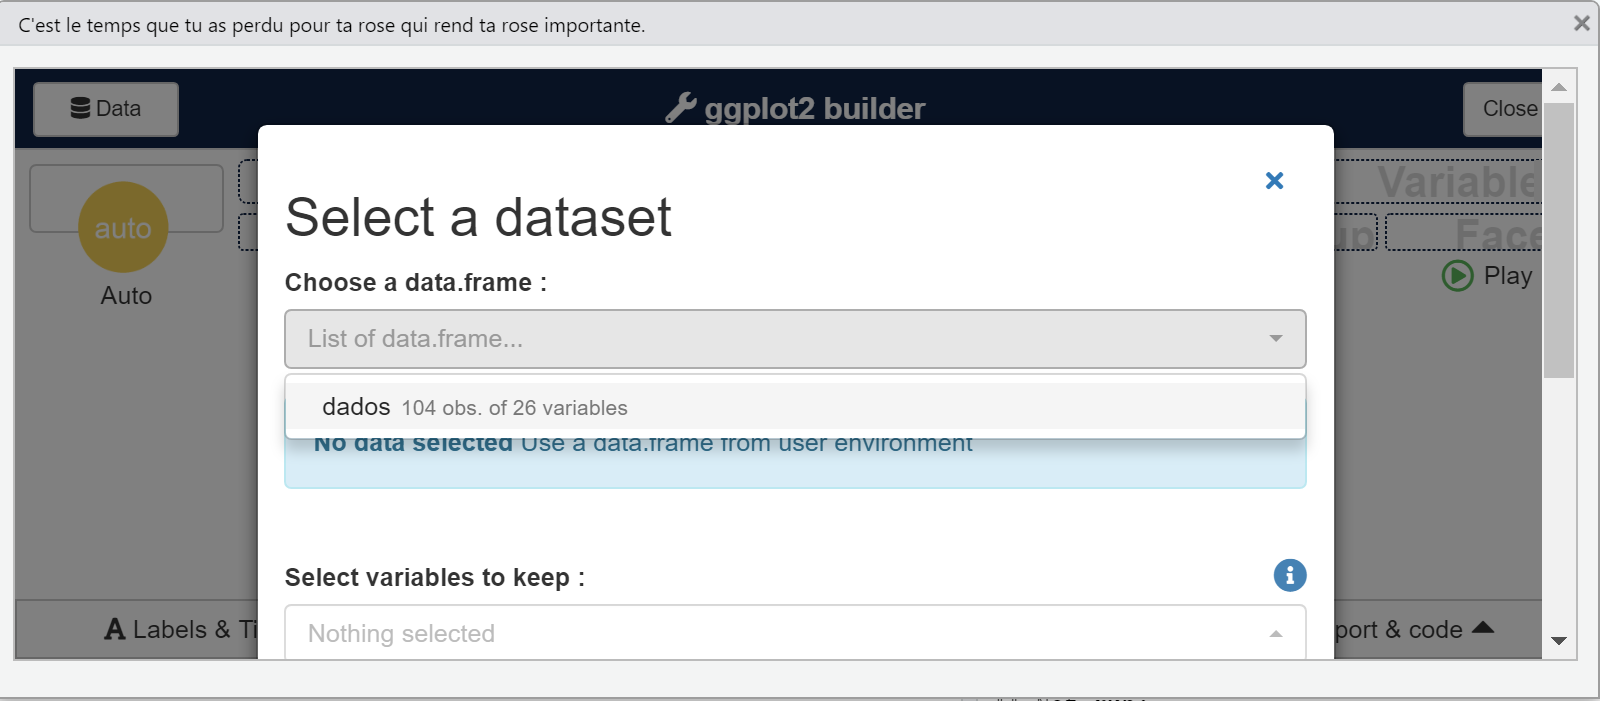 C'est le temps que tu as perdu pour ta rose qui rend ta rose importante.
Data
ggplot2 builder
Close
auto
Auto
Variable
up
Face
Play
Select a dataset
Choose a data.frame :
List of data.frame...
dados 104 obs. of 26 variables
No data selected Use a data.frame from user environment
Select variables to keep :
Nothing selected
A Labels & Ti
port & code